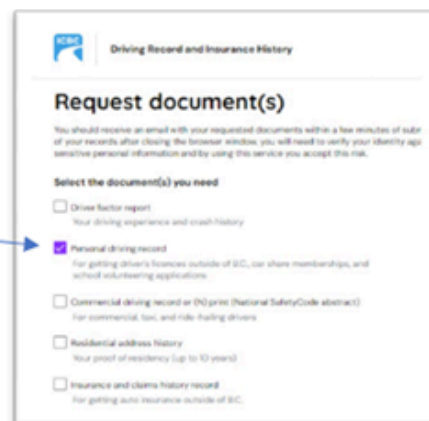 ICBC
Driving Record and Insurance History
Request document(s)
You should receive an email with your requested documents within a few minutes of subr
of your records after closing the browser window, you will need to verify your identity aga
sensitive personal information and by using this service you accept this risk.
Select the document(s) you need
Driver factor report
Your driving experience and crash history
Personal driving record
For getting driver's licences outside of B.C., car share memberships, and
school volunteering applications
Commercial driving record or (N) print (National SafetyCode abstract)
For commercial, taxi, and ride-hailing drivers
Residential address history
Your proof of residency (up to 10 years)
Insurance and claims history record
For getting auto insurance outside of B.C.